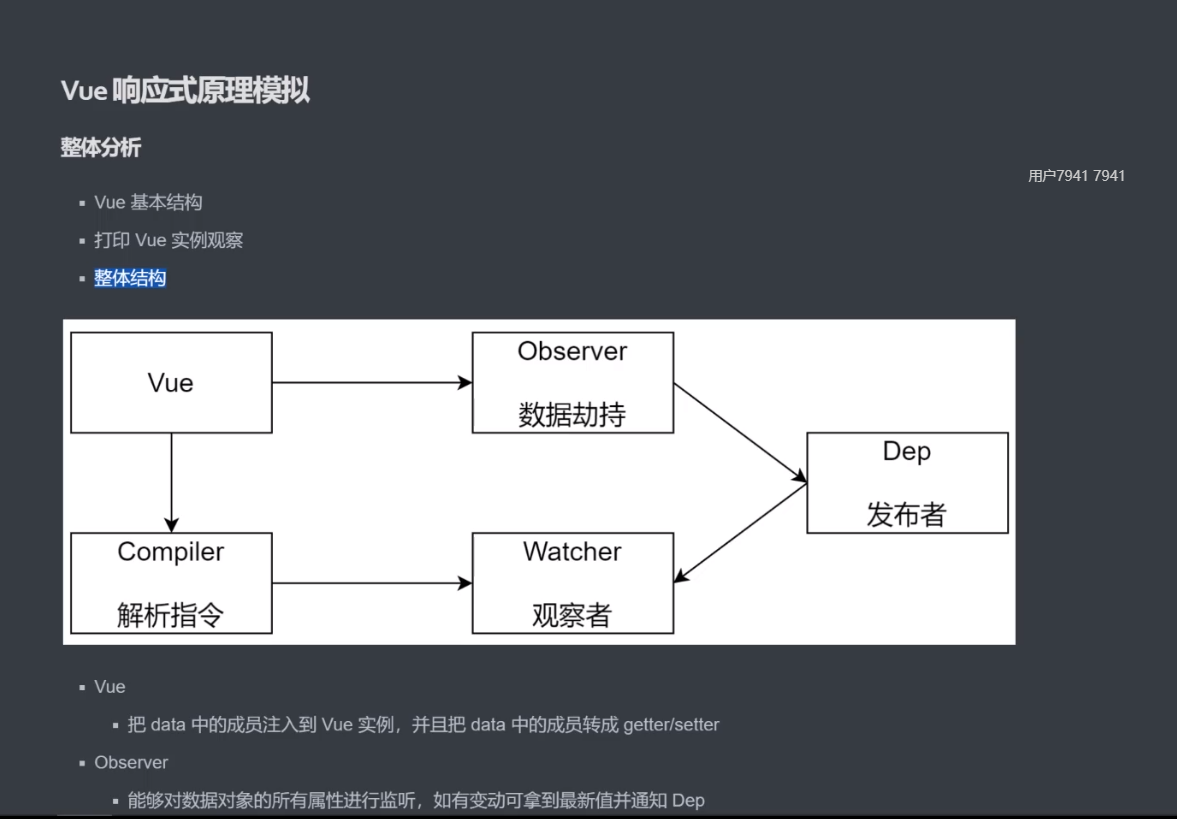 Vue 响应式原理模拟
整体分析
用户7941 7941
Vue 基本结构
打印 Vue 实例观察
整体结构
Vue
Observer
数据劫持
Dep
发布者
Compiler
解析指令
Watcher
观察者
Vue
把 data 中的成员注入到 Vue 实例，并且把 data 中的成员转成 getter/setter
Observer
能够对数据对象的所有属性进行监听，如有变动可拿到最新值并通知 Dep